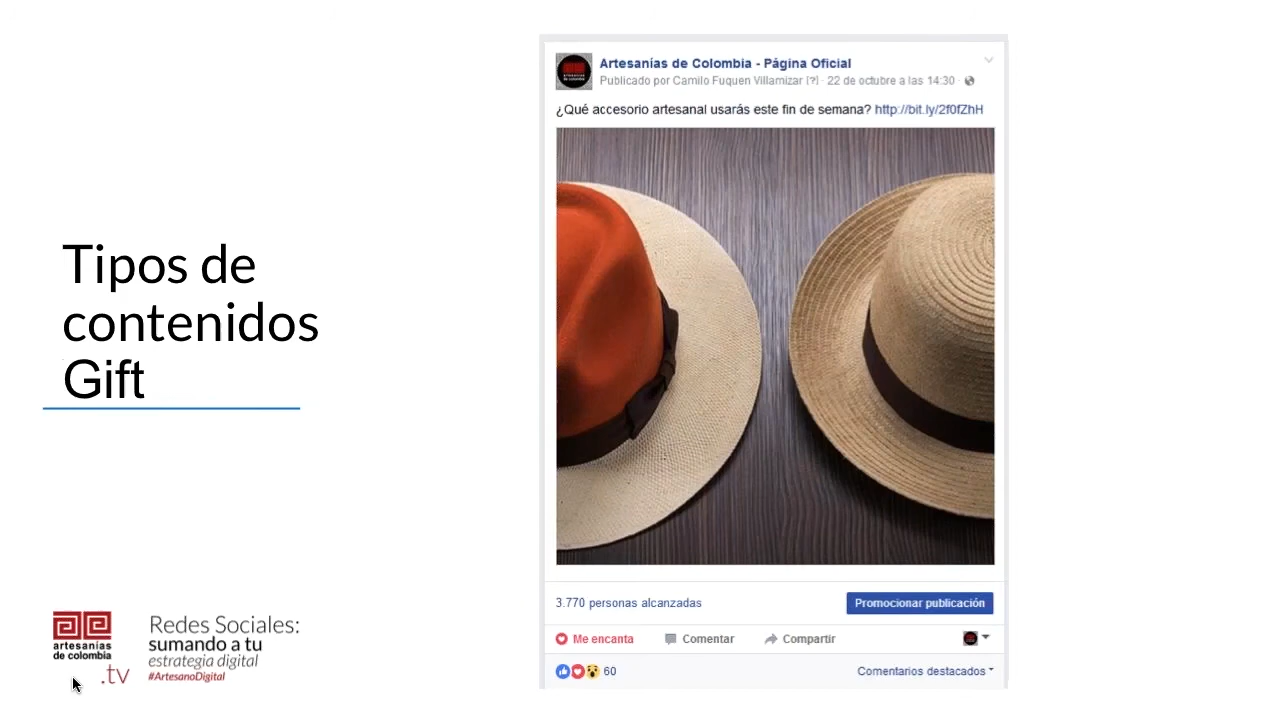 Tipos de
contenidos
Gift
artesanías
de colombia
.tv
Redes Sociales:
sumando a tu
estrategia digital
#ArtesanoDigital
Artesanías de Colombia - Página Oficial
Publicado por Camilo Fuquen Villamizar [?] · 22 de octubre a las 14:30 ·
¿Qué accesorio artesanal usarás este fin de semana? http://bit.ly/2f0fZhH
3.770 personas alcanzadas
Promocionar publicación
Me encanta Comentar Compartir
60 Comentarios destacados